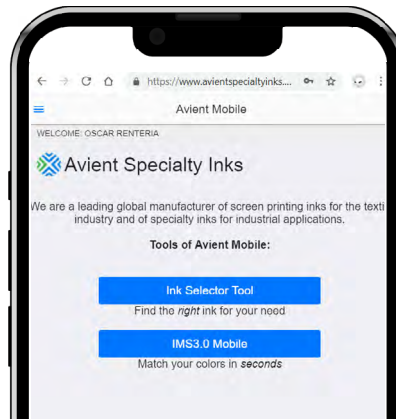 https://www.avientspecialtyinks....
Avient Mobile
WELCOME: OSCAR RENTERIA
Avient Specialty Inks
We are a leading global manufacturer of screen printing inks for the texti
industry and of specialty inks for industrial applications.
Tools of Avient Mobile:
Ink Selector Tool
Find the right ink for your need
IMS3.0 Mobile
Match your colors in seconds